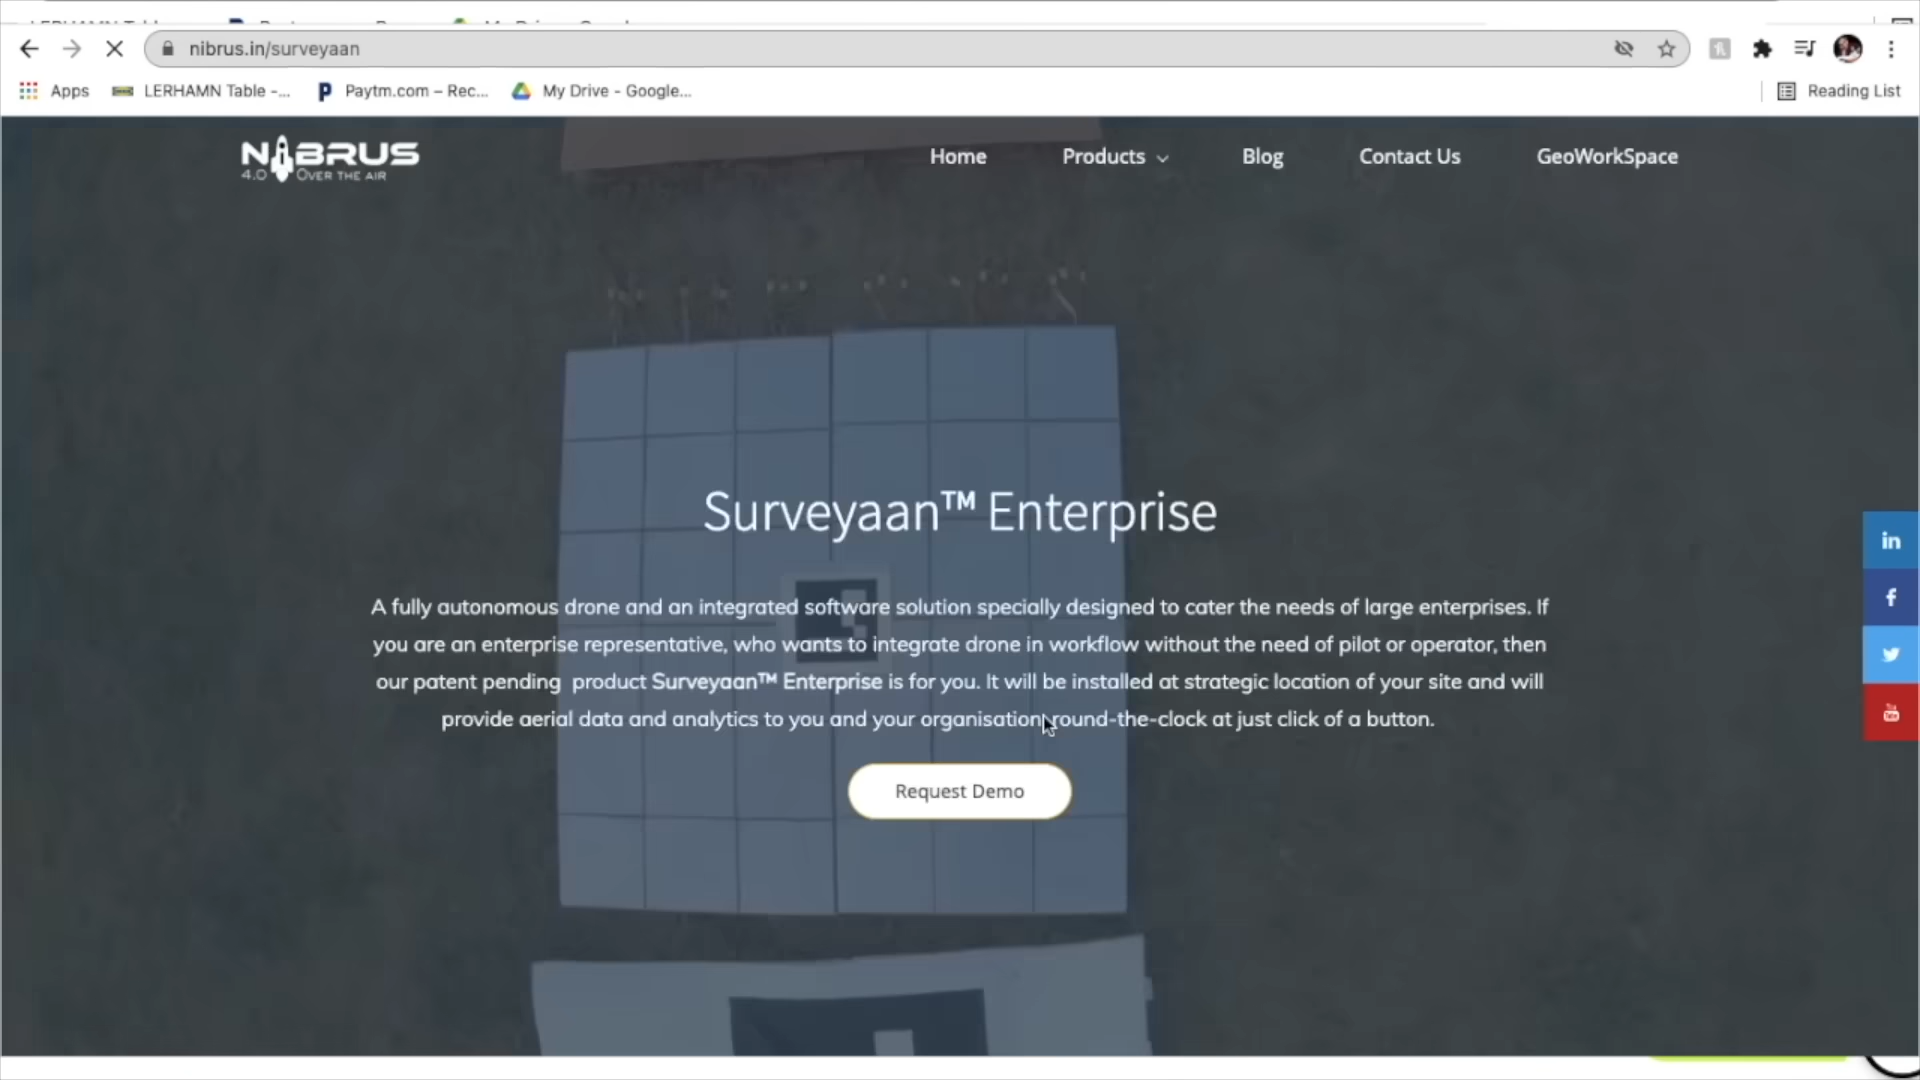 nibrus.in/surveyaan
Apps
LERHAMN Table -...
Paytm.com – Rec...
My Drive - Google...
Reading List
NIBRUS
4.0 OVER THE AIR
Home
Products
Blog
Contact Us
GeoWorkSpace
Surveyaan™ Enterprise
A fully autonomous drone and an integrated software solution specially designed to cater the needs of large enterprises. If
you are an enterprise representative, who wants to integrate drone in workflow without the need of pilot or operator, then
our patent pending product Surveyaan™ Enterprise is for you. It will be installed at strategic location of your site and will
provide aerial data and analytics to you and your organisation round-the-clock at just click of a button.
Request Demo
in
f
You